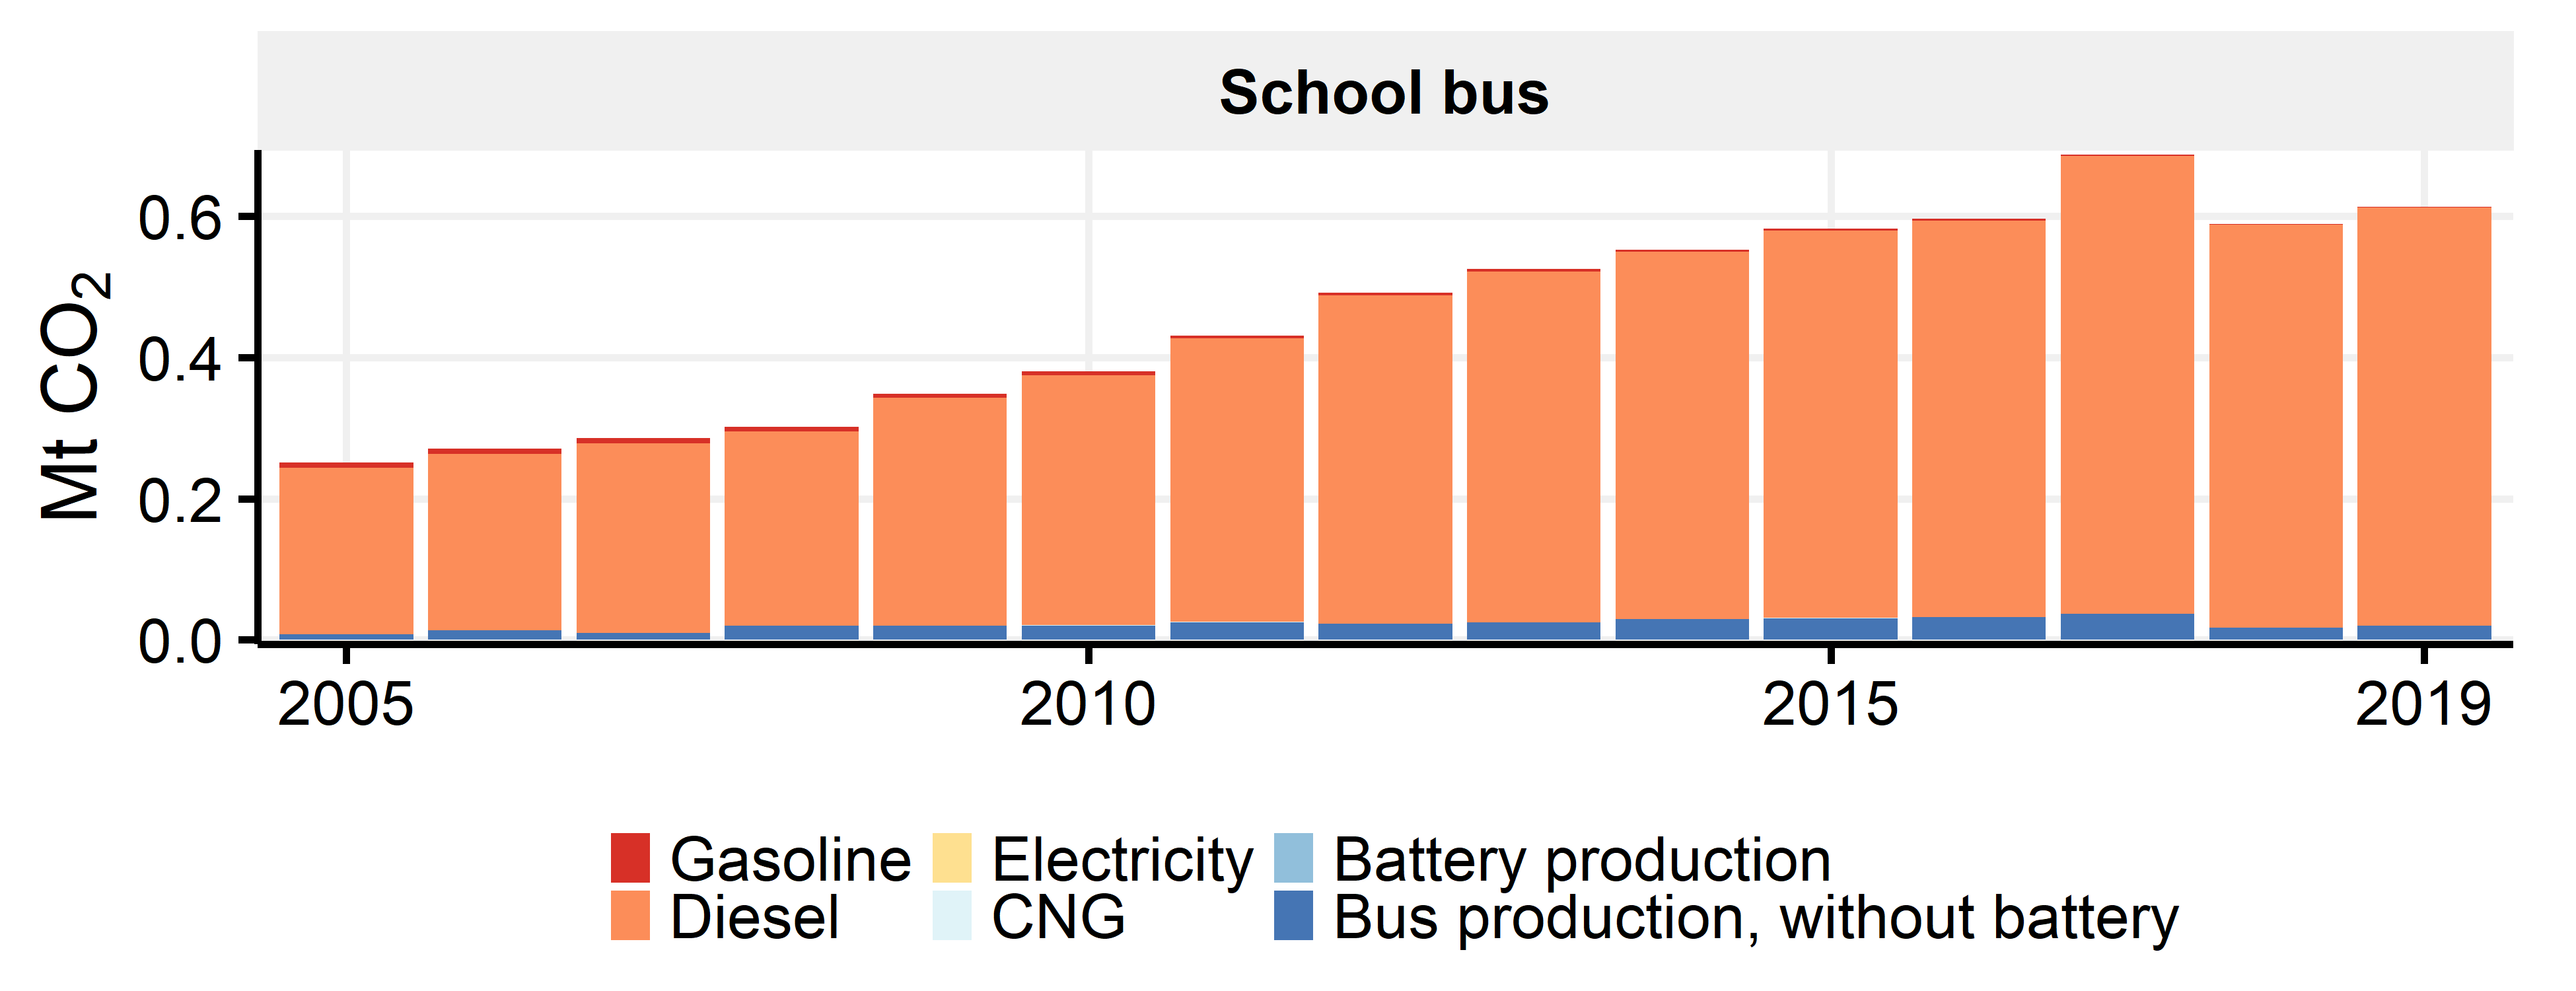 School bus
Mt CO₂
0.6
0.4
0.2
0.0
2005 2010 2015 2019
Gasoline Electricity Battery production
Diesel CNG Bus production, without battery